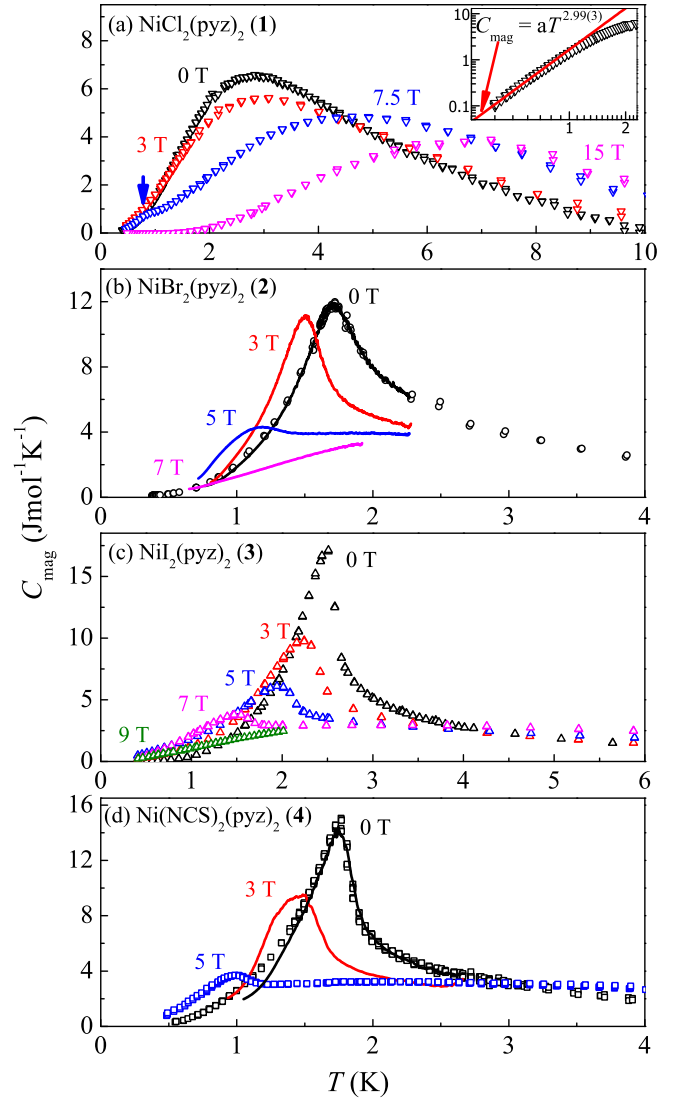 (a) NiCl2(pyz)2 (1)
0 T
3 T
7.5 T
15 T
Cmag = aT^2.99(3)
10
1
0.1
1 2
8
6
4
2
0
0 2 4 6 8 10
(b) NiBr2(pyz)2 (2)
0 T
3 T
5 T
7 T
12
8
4
0
0 1 2 3 4
(c) NiI2(pyz)2 (3)
0 T
3 T
5 T
7 T
9 T
15
10
5
0
0 1 2 3 4 5 6
(d) Ni(NCS)2(pyz)2 (4)
0 T
3 T
5 T
16
12
8
4
0
0 1 2 3 4
Cmag (Jmol-1K-1)
T (K)